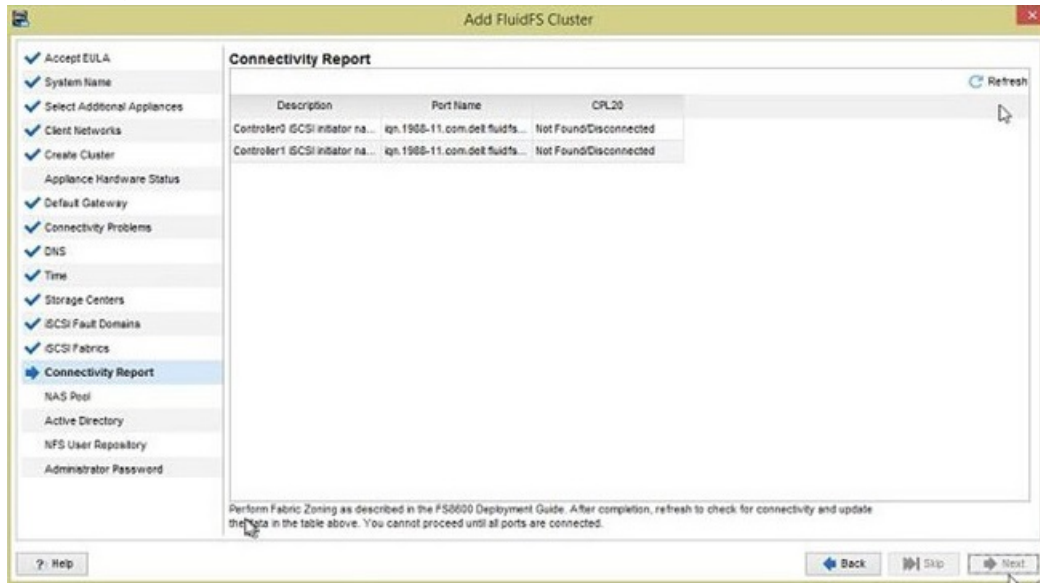 Add FluidFS Cluster
Accept EULA
System Name
Select Additional Appliances
Client Networks
Create Cluster
Appliance Hardware Status
Default Gateway
Connectivity Problems
DNS
Time
Storage Centers
iSCSI Fault Domains
iSCSI Fabrics
Connectivity Report
NAS Pool
Active Directory
NFS User Repository
Administrator Password
Connectivity Report
Refresh
Description Port Name CPL20
Controller0 iSCSI initiator na... iqn.1988-11.com.dell:fluidfs... Not Found/Disconnected
Controller1 iSCSI initiator na... iqn.1988-11.com.dell:fluidfs... Not Found/Disconnected
Perform Fabric Zoning as described in the FS8600 Deployment Guide. After completion, refresh to check for connectivity and update
the data in the table above. You cannot proceed until all ports are connected.
? Help
Back
Skip
Next